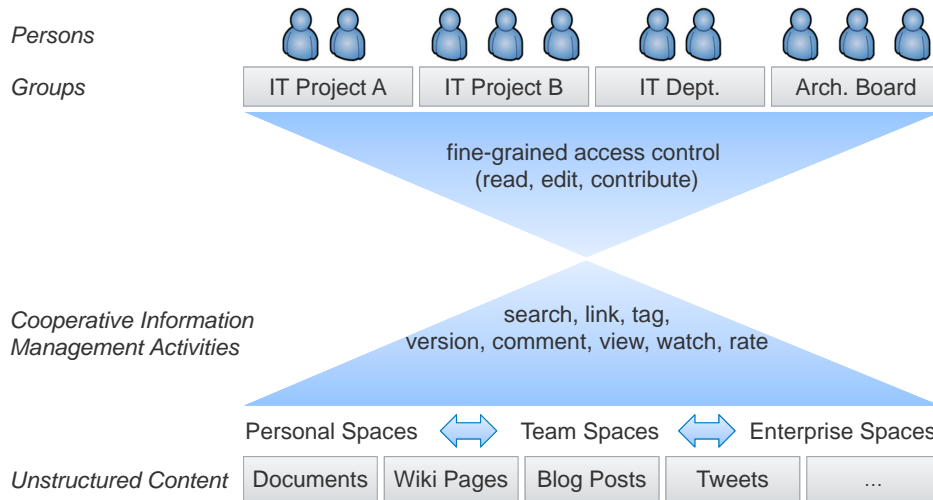 Persons
Groups
IT Project A
IT Project B
IT Dept.
Arch. Board
fine-grained access control
(read, edit, contribute)
Cooperative Information
Management Activities
search, link, tag,
version, comment, view, watch, rate
Personal Spaces
Team Spaces
Enterprise Spaces
Unstructured Content
Documents
Wiki Pages
Blog Posts
Tweets
...